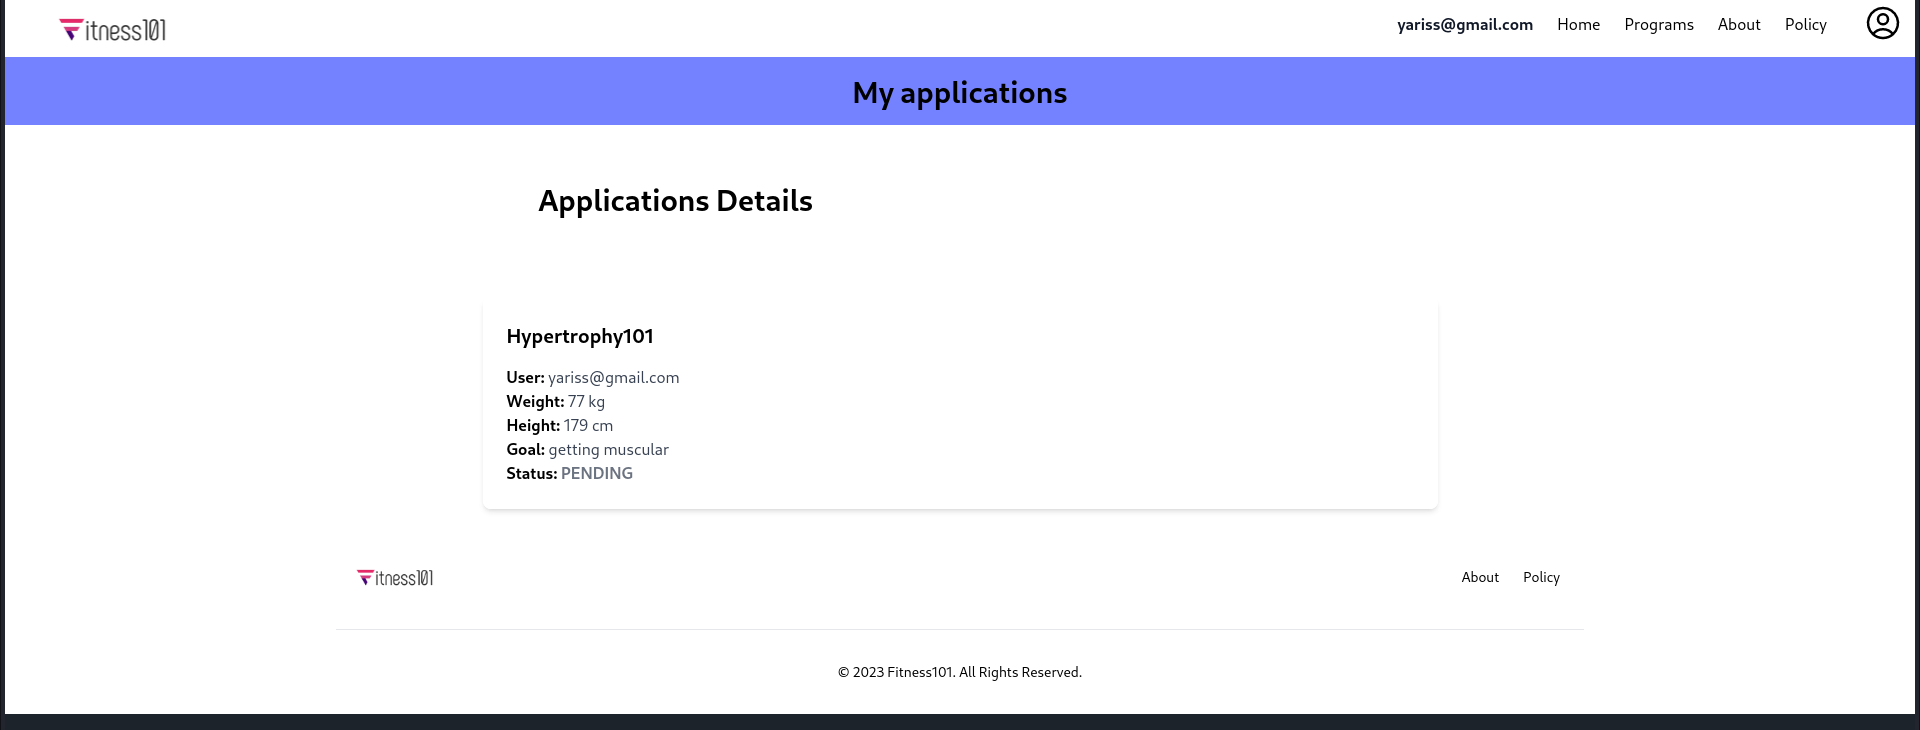 Fitness101
yariss@gmail.com Home Programs About Policy
My applications
Applications Details
Hypertrophy101
User: yariss@gmail.com
Weight: 77 kg
Height: 179 cm
Goal: getting muscular
Status: PENDING
Fitness101
About Policy
© 2023 Fitness101. All Rights Reserved.